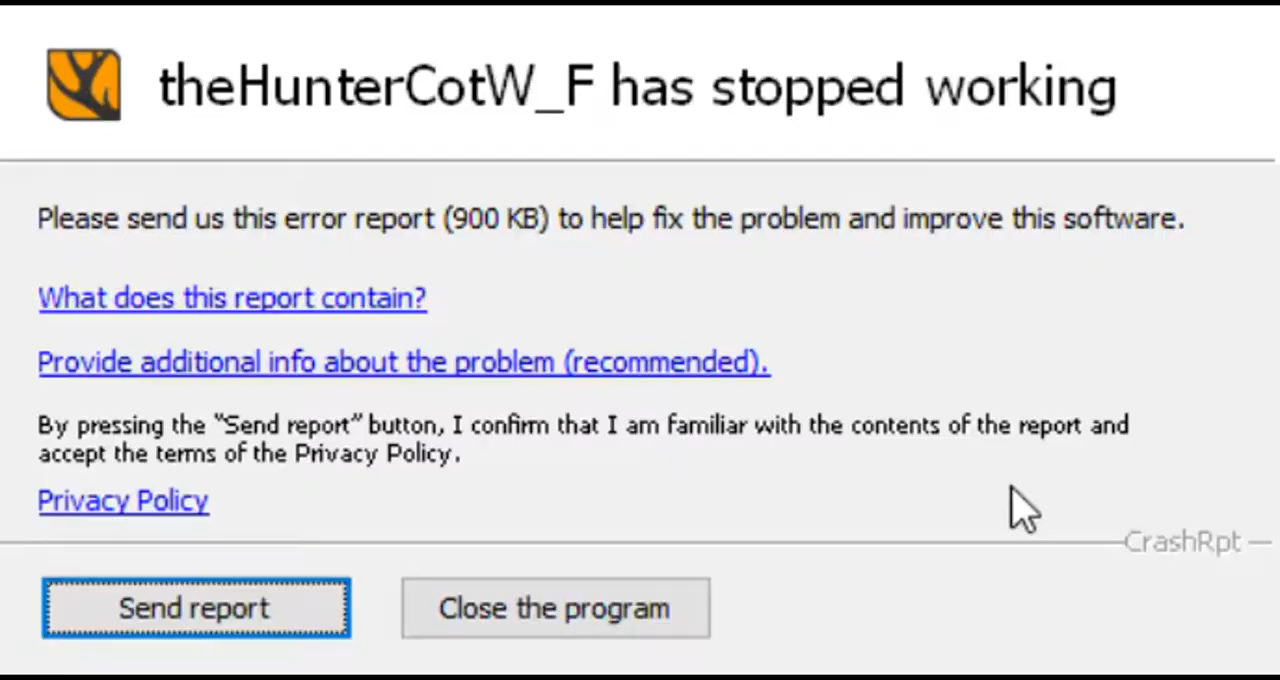 theHunterCotW_F has stopped working
Please send us this error report (900 KB) to help fix the problem and improve this software.
What does this report contain?
Provide additional info about the problem (recommended).
By pressing the "Send report" button, I confirm that I am familiar with the contents of the report and
accept the terms of the Privacy Policy.
Privacy Policy
CrashRpt
Send report
Close the program